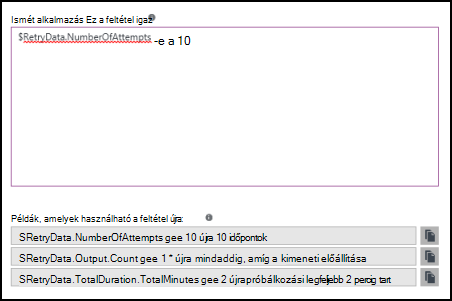 Ismét alkalmazás Ez a feltétel igaz
$RetryData.NumberOfAttempts -e a 10
Példák, amelyek használható a feltétel újra:
SRetryData.NumberOfAttempts gee 10 újra 10 időpontok
SRetryData.Output.Count gee 1 * újra mindaddig, amíg a kimeneti előállítása
SRetryData.TotalDuration.TotalMinutes gee 2 újrapróbálkozási legfeljebb 2 percig tart